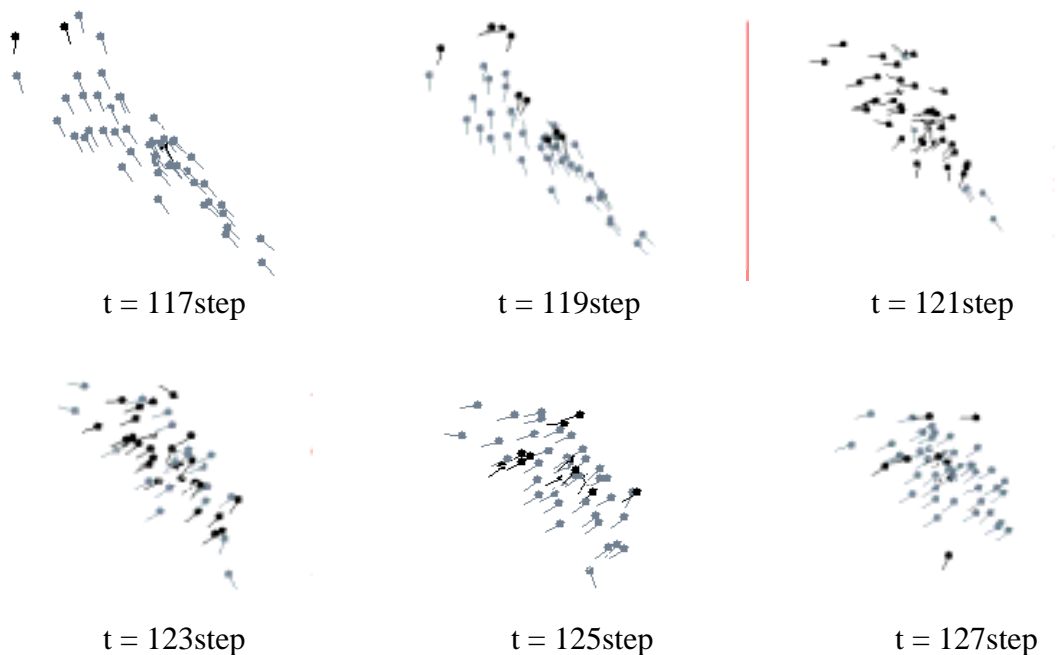 t = 117step
t = 119step
t = 121step
t = 123step
t = 125step
t = 127step